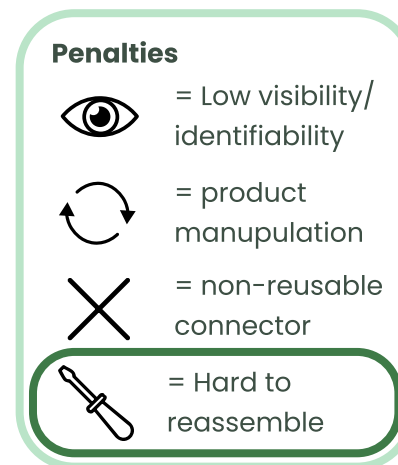 Penalties
= Low visibility/
identifiability
= product
manupulation
= non-reusable
connector
= Hard to
reassemble